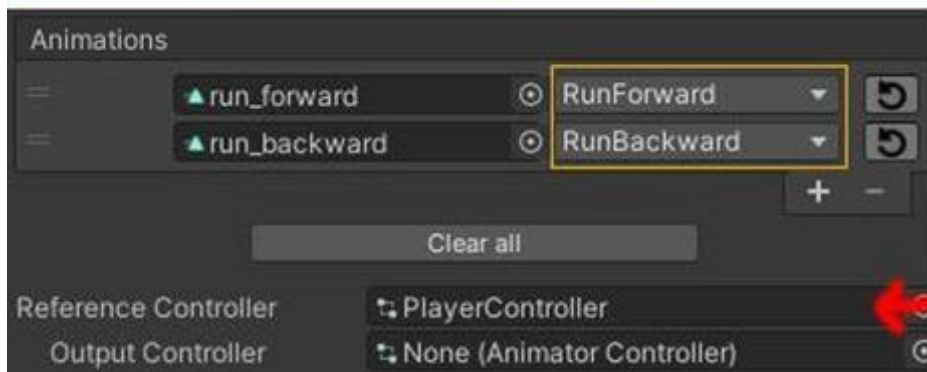 Animations
run_forward RunForward
run_backward RunBackward
+ -
Clear all
Reference Controller PlayerController
Output Controller None (Animator Controller)